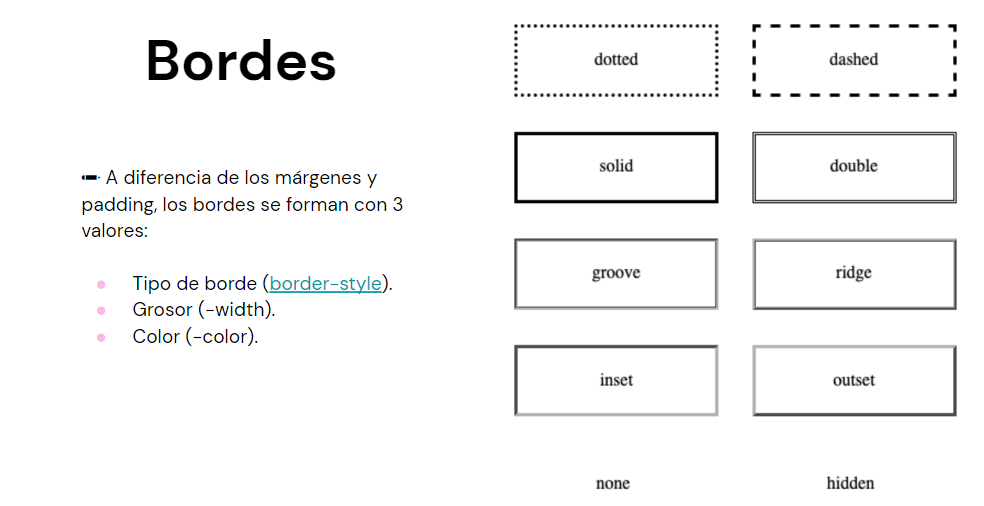 Bordes
A diferencia de los márgenes y
padding, los bordes se forman con 3
valores:
Tipo de borde (border-style).
Grosor (-width).
Color (-color).
dotted
dashed
solid
double
groove
ridge
inset
outset
none
hidden